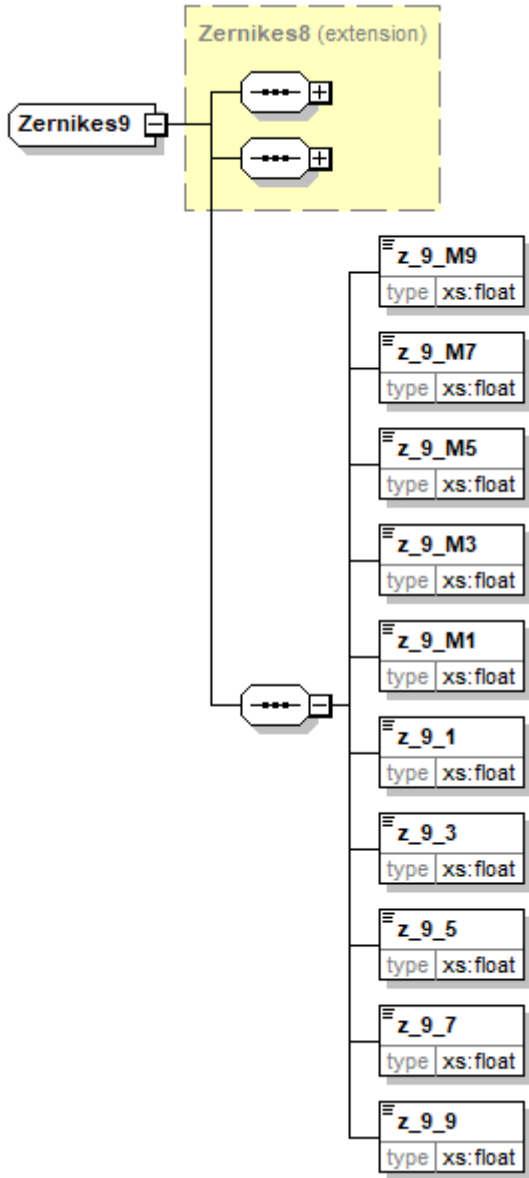 Zernikes8 (extension)
Zernikes9
z_9_M9
type xs:float
z_9_M7
type xs:float
z_9_M5
type xs:float
z_9_M3
type xs:float
z_9_M1
type xs:float
z_9_1
type xs:float
z_9_3
type xs:float
z_9_5
type xs:float
z_9_7
type xs:float
z_9_9
type xs:float